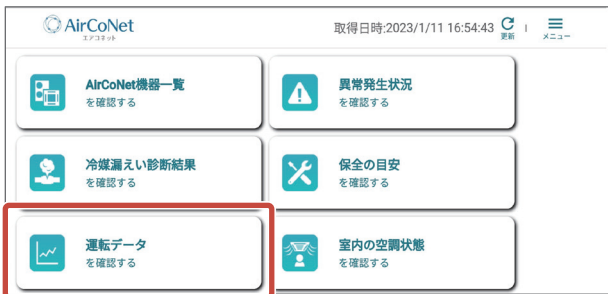 AirCoNet
エアコネット
取得日時:2023/1/11 16:54:43
更新
メニュー
AirCoNet機器一覧
を確認する
異常発生状況
を確認する
冷媒漏えい診断結果
を確認する
保全の目安
を確認する
運転データ
を確認する
室内の空調状態
を確認する